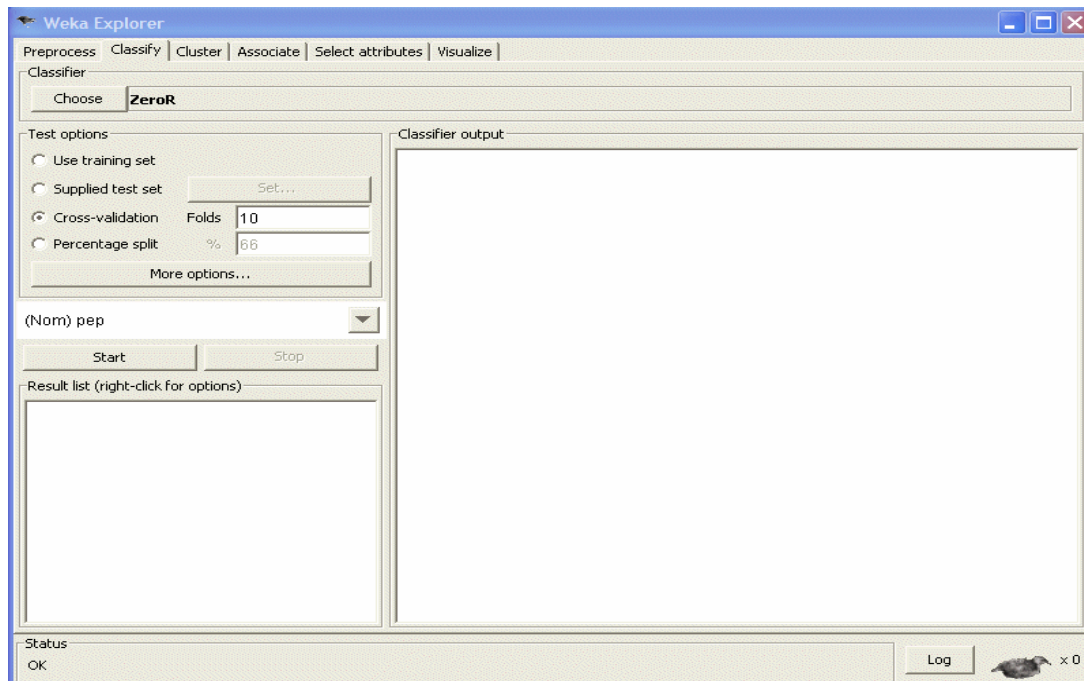 Weka Explorer
Preprocess Classify Cluster Associate Select attributes Visualize
Classifier
Choose ZeroR
Test options
Use training set
Supplied test set Set...
Cross-validation Folds 10
Percentage split % 66
More options...
(Nom) pep
Start Stop
Result list (right-click for options)
Classifier output
Status
OK
Log x 0